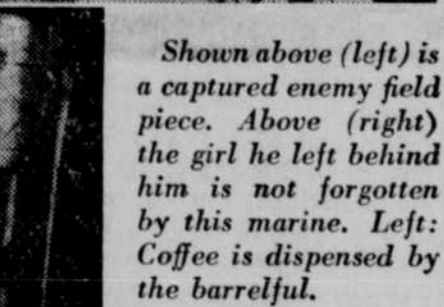 Shown above (left) is
a captured enemy field
piece. Above (right)
the girl he left behind
him is not forgotten
by this marine. Left:
Coffee is dispensed by
the barrelful.